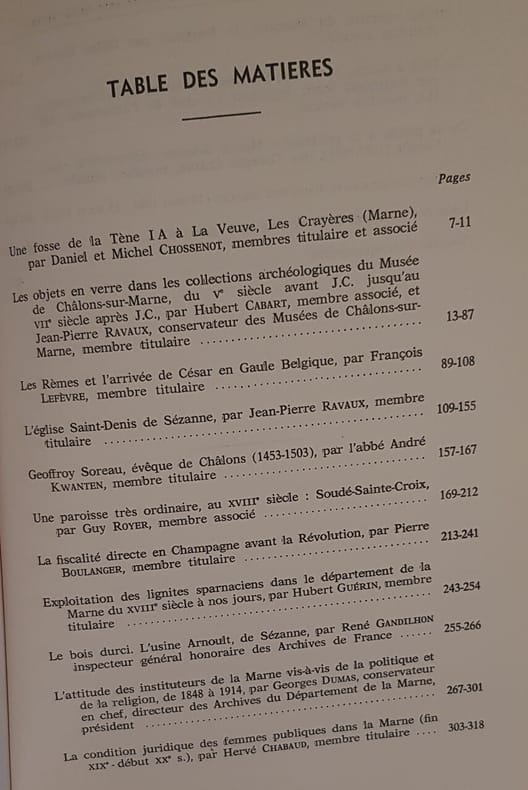 TABLE DES MATIERES
Pages
Une fosse de la Tène I A à La Veuve, Les Crayères (Marne),
par Daniel et Michel CHOSSENOT, membres titulaire et associé 7-11
Les objets en verre dans les collections archéologiques du Musée
de Châlons-sur-Marne, du Ve siècle avant J.C. jusqu'au
VIIe siècle après J.C., par Hubert CABART, membre associé, et
Jean-Pierre RAVAUX, conservateur des Musées de Châlons-sur-
Marne, membre titulaire ................................ 13-87
Les Rèmes et l'arrivée de César en Gaule Belgique, par François
LEFÈVRE, membre titulaire .............................. 89-108
L'église Saint-Denis de Sézanne, par Jean-Pierre RAVAUX, membre
titulaire .............................................. 109-155
Geoffroy Soreau, évêque de Châlons (1453-1503), par l'abbé André
KWANTEN, membre titulaire .............................. 157-167
Une paroisse très ordinaire, au XVIIIe siècle : Soudé-Sainte-Croix,
par Guy ROYER, membre associé .......................... 169-212
La fiscalité directe en Champagne avant la Révolution, par Pierre
BOULANGER, membre titulaire ............................ 213-241
Exploitation des lignites sparnaciens dans le département de la
Marne du XVIIIe siècle à nos jours, par Hubert GUÉRIN, membre
titulaire .............................................. 243-254
Le bois durci. L'usine Arnoult, de Sézanne, par René GANDILHON
inspecteur général honoraire des Archives de France ...... 255-266
L'attitude des instituteurs de la Marne vis-à-vis de la politique et
de la religion, de 1848 à 1914, par Georges DUMAS, conservateur
en chef, directeur des Archives du Département de la Marne,
président .............................................. 267-301
La condition juridique des femmes publiques dans la Marne (fin
XIXe - début XXe s.), par Hervé CHABAUD, membre titulaire .... 303-318